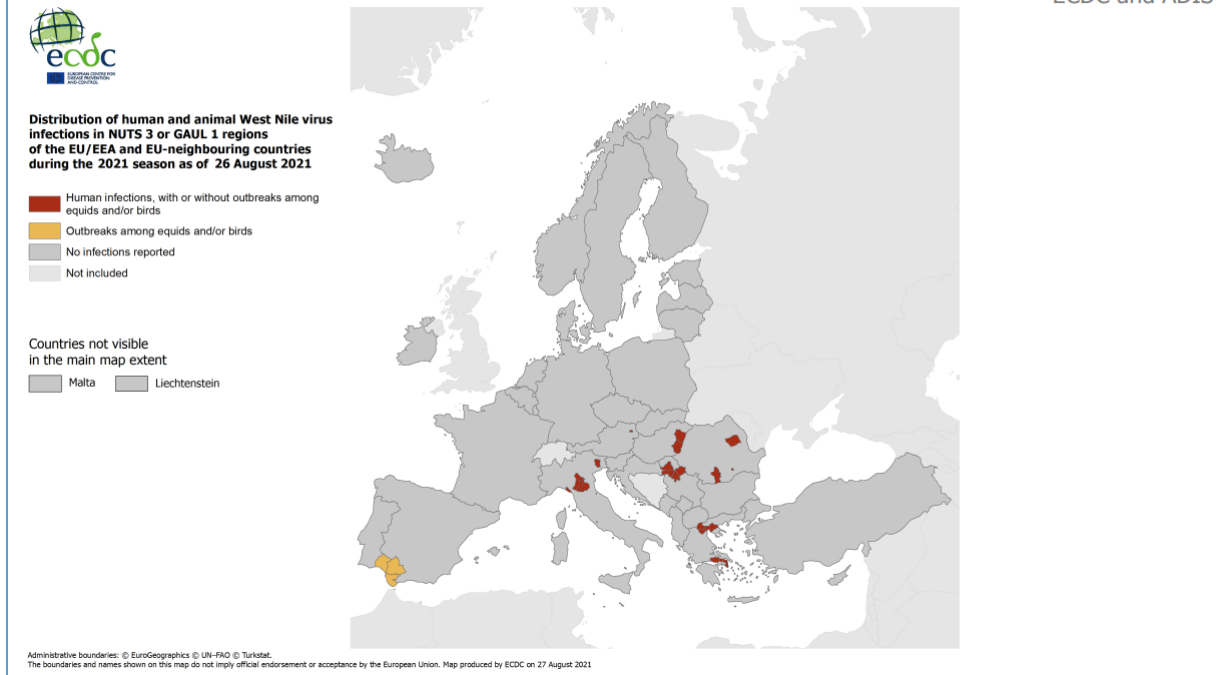 ECDC and ADIS
ecdc
EUROPEAN CENTRE FOR
DISEASE PREVENTION
AND CONTROL
Distribution of human and animal West Nile virus
infections in NUTS 3 or GAUL 1 regions
of the EU/EEA and EU-neighbouring countries
during the 2021 season as of 26 August 2021
Human infections, with or without outbreaks among
equids and/or birds
Outbreaks among equids and/or birds
No infections reported
Not included
Countries not visible
in the main map extent
Malta Liechtenstein
Administrative boundaries: © EuroGeographics © UN–FAO © Turkstat.
The boundaries and names shown on this map do not imply official endorsement or acceptance by the European Union. Map produced by ECDC on 27 August 2021